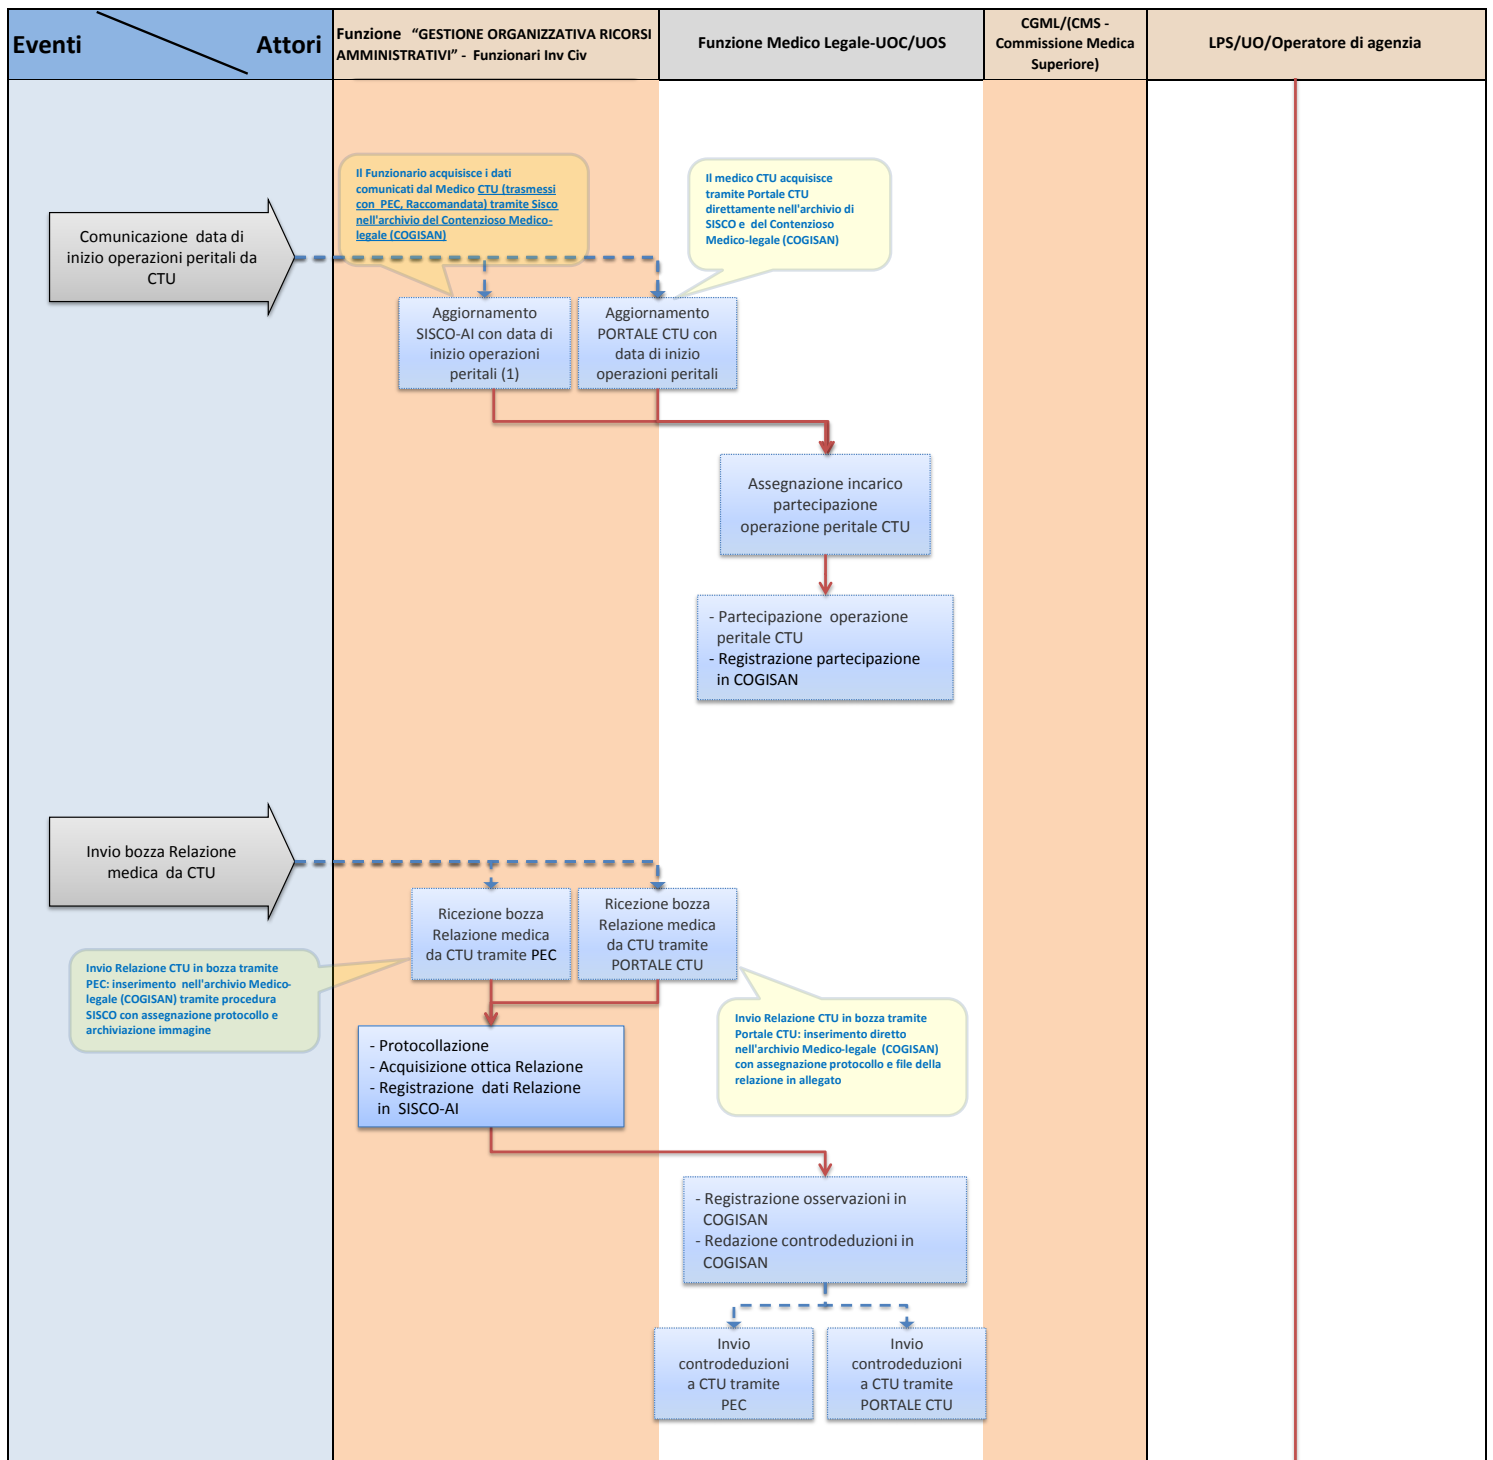 Eventi
Attori
Funzione “GESTIONE ORGANIZZATIVA RICORSI
AMMINISTRATIVI” - Funzionari Inv Civ
Funzione Medico Legale-UOC/UOS
CGML/(CMS -
Commissione Medica
Superiore)
LPS/UO/Operatore di agenzia
Il Funzionario acquisisce i dati
comunicati dal Medico CTU (trasmessi
con PEC, Raccomandata) tramite Sisco
nell'archivio del Contenzioso Medico-
legale (COGISAN)
Il medico CTU acquisisce
tramite Portale CTU
direttamente nell'archivio di
SISCO e del Contenzioso
Medico-legale (COGISAN)
Comunicazione data di
inizio operazioni peritali da
CTU
Aggiornamento
SISCO-AI con data di
inizio operazioni
peritali (1)
Aggiornamento
PORTALE CTU con
data di inizio
operazioni peritali
Assegnazione incarico
partecipazione
operazione peritale CTU
- Partecipazione operazione
peritale CTU
- Registrazione partecipazione
in COGISAN
Invio bozza Relazione
medica da CTU
Ricezione bozza
Relazione medica
da CTU tramite PEC
Ricezione bozza
Relazione medica
da CTU tramite
PORTALE CTU
Invio Relazione CTU in bozza tramite
PEC: inserimento nell'archivio Medico-
legale (COGISAN) tramite procedura
SISCO con assegnazione protocollo e
archiviazione immagine
Invio Relazione CTU in bozza tramite
Portale CTU: inserimento diretto
nell'archivio Medico-legale (COGISAN)
con assegnazione protocollo e file della
relazione in allegato
- Protocollazione
- Acquisizione ottica Relazione
- Registrazione dati Relazione
in SISCO-AI
- Registrazione osservazioni in
COGISAN
- Redazione controdeduzioni in
COGISAN
Invio
controdeduzioni
a CTU tramite
PEC
Invio
controdeduzioni
a CTU tramite
PORTALE CTU